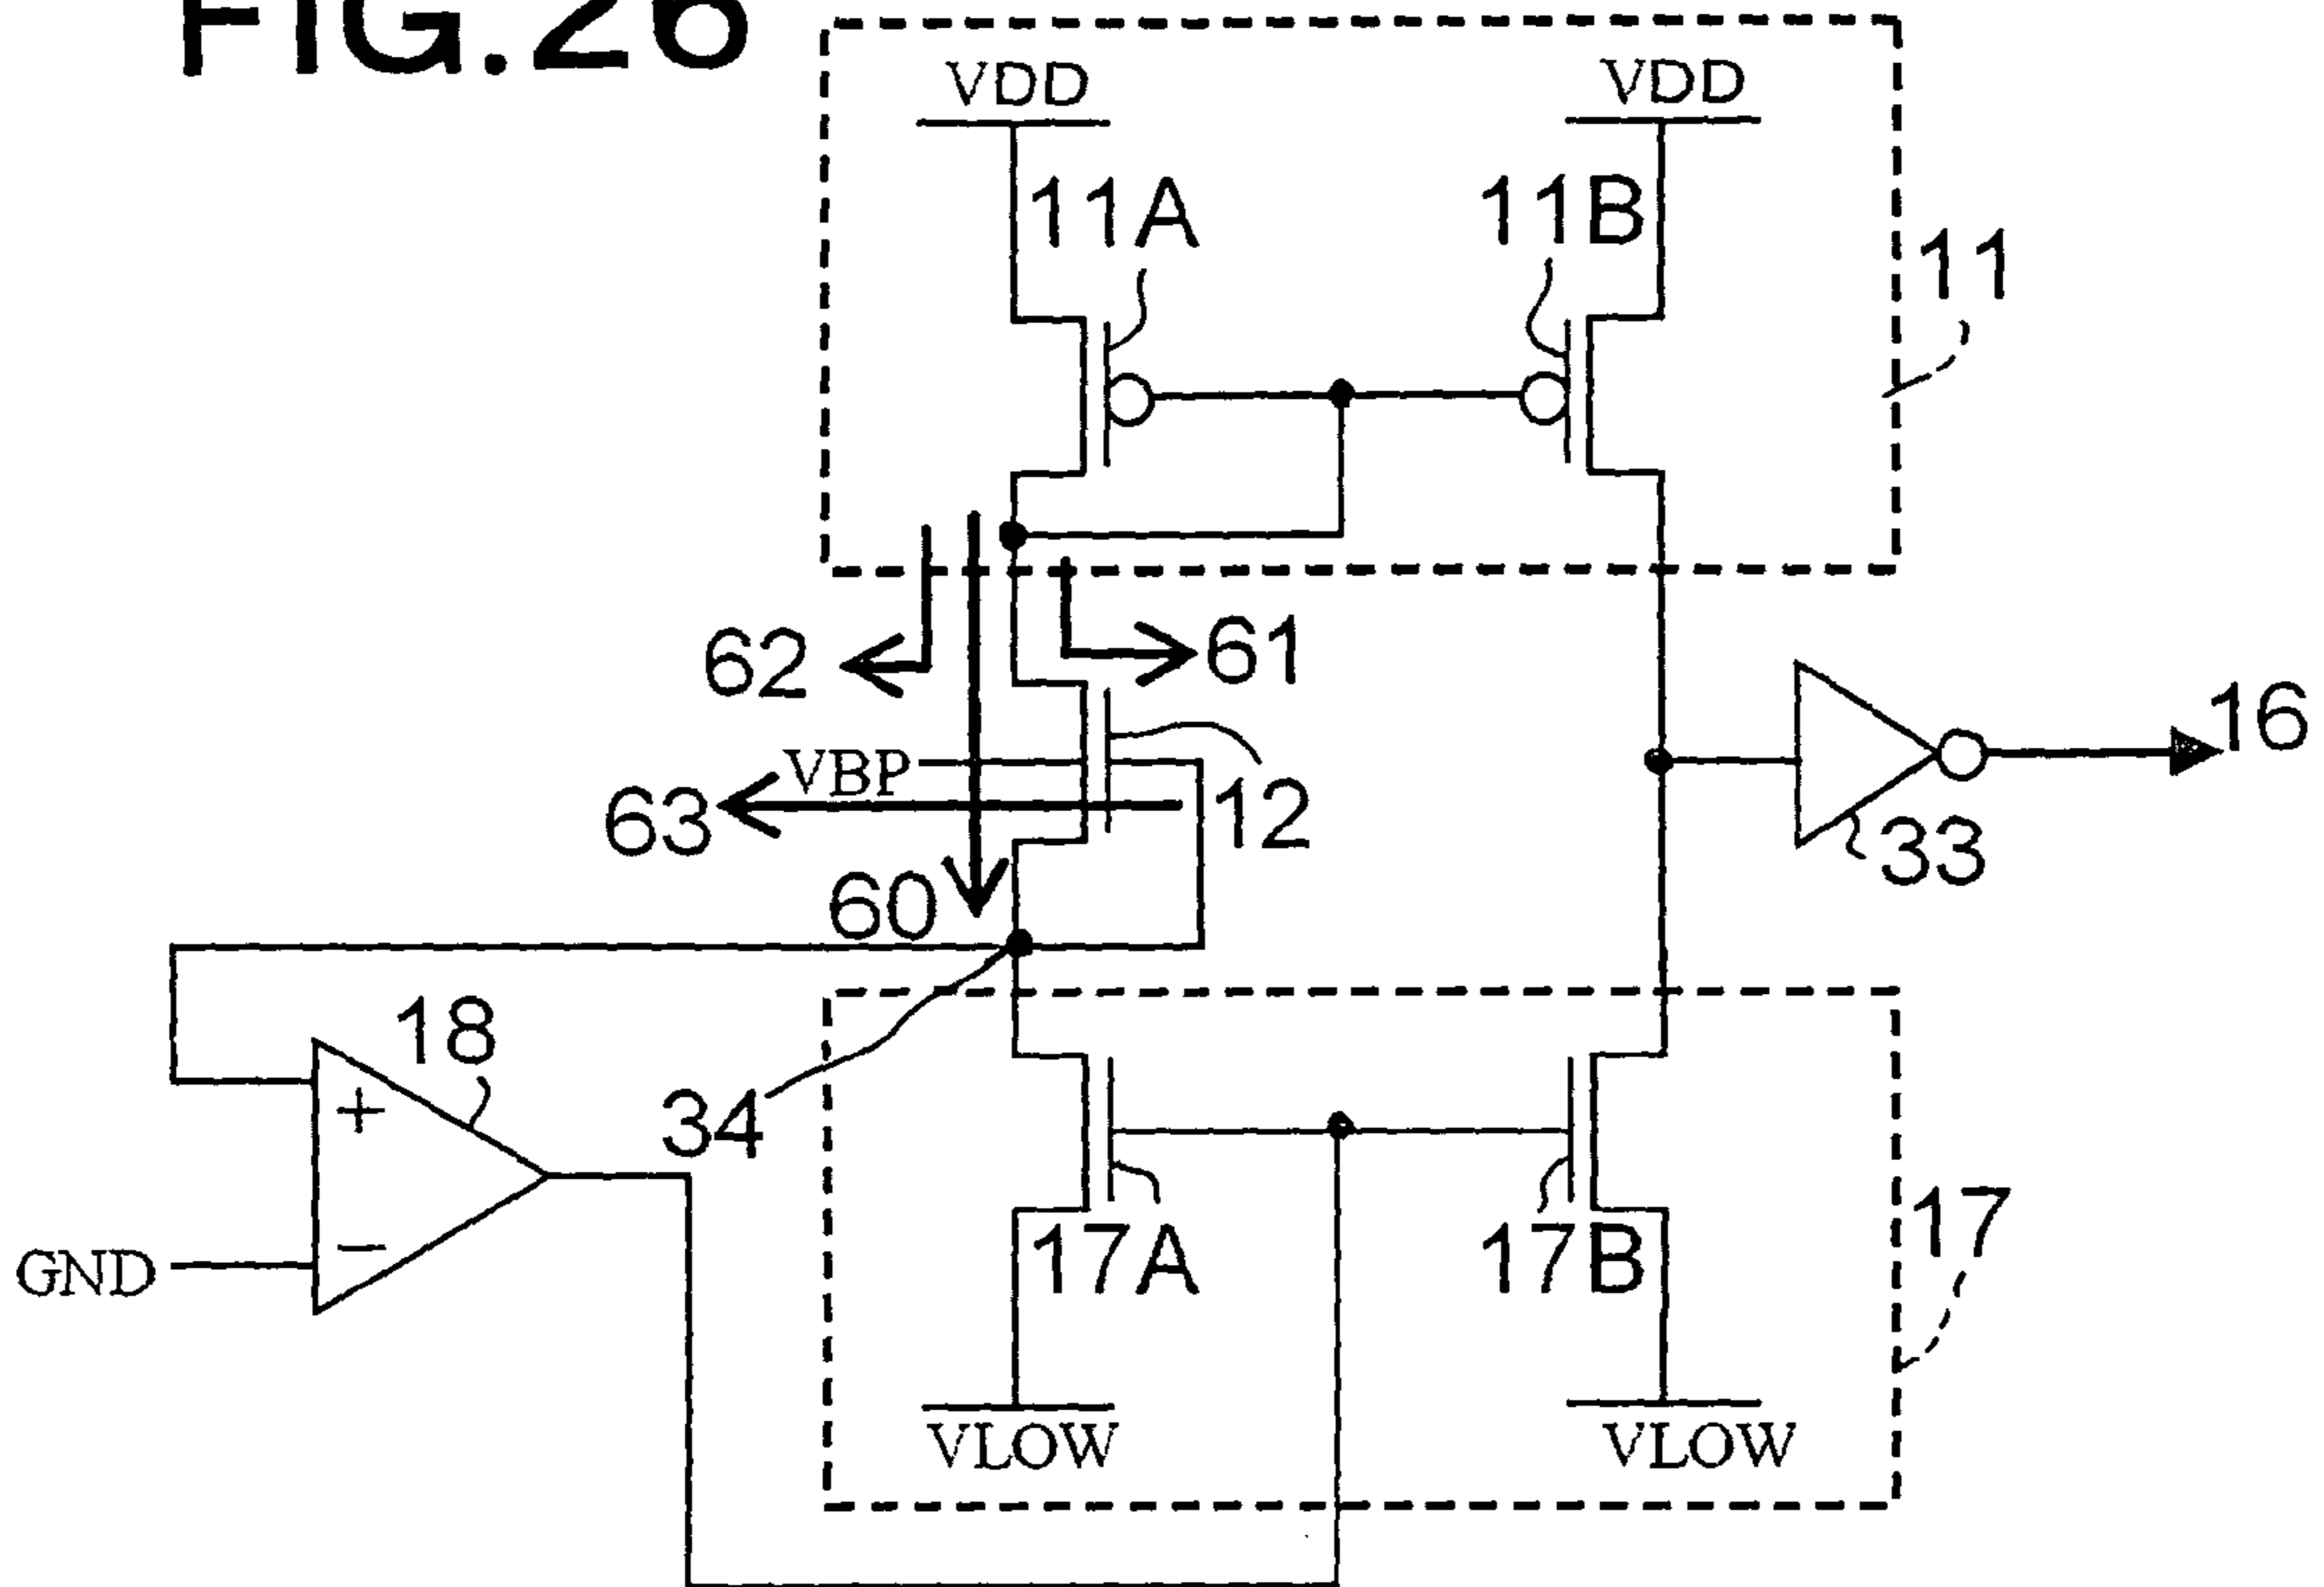 FIG.26
VDD
VDD
11A
11B
11
62
61
VBP
16
63
12
33
60
18
+
34
−
GND
17A
17B
17
VLOW
VLOW